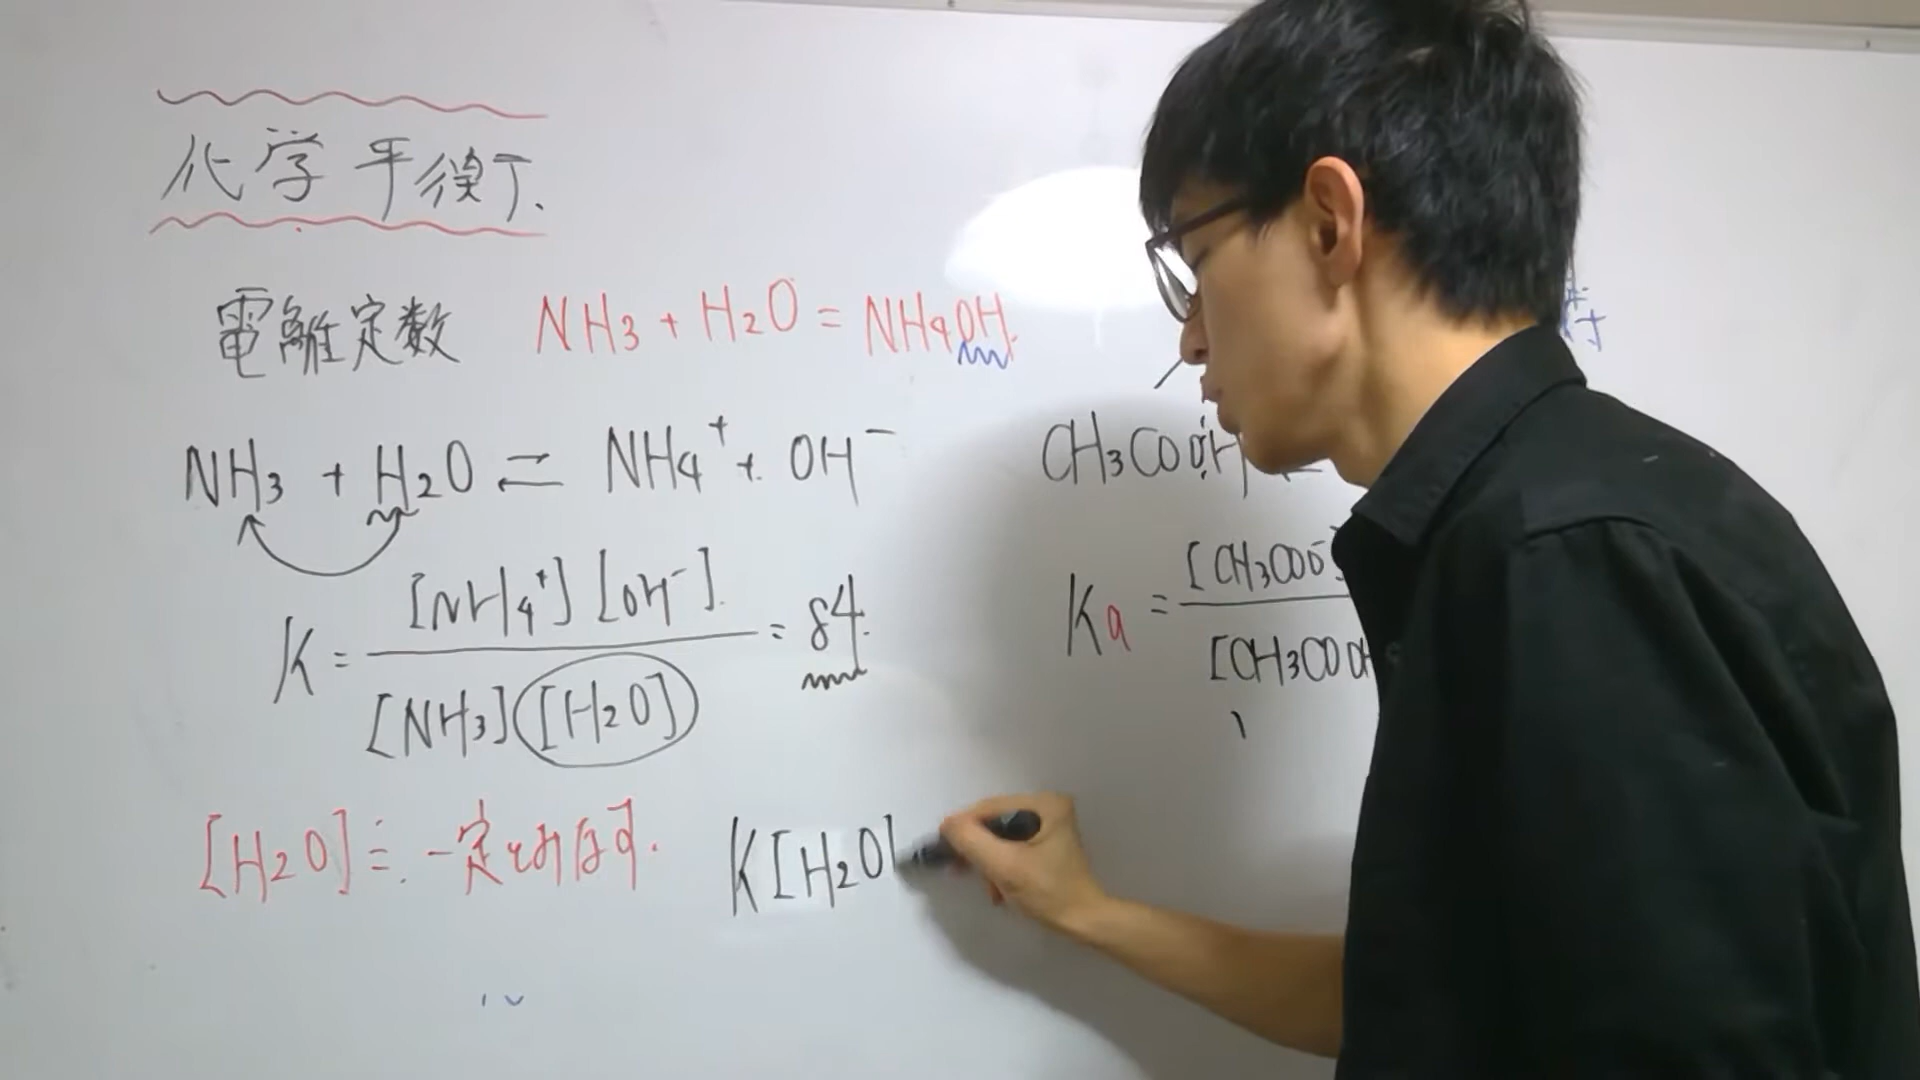 化学平衡
電離定数 NH3 + H2O = NH4OH.
NH3 + H2O ⇌ NH4⁺ + OH⁻
K = [NH4⁺][OH⁻] / [NH3][H2O] = 84
[H2O] ≒ 一定とみなす.
K[H2O]
CH3COOH
Ka = [CH3COO⁻] / [CH3COOH